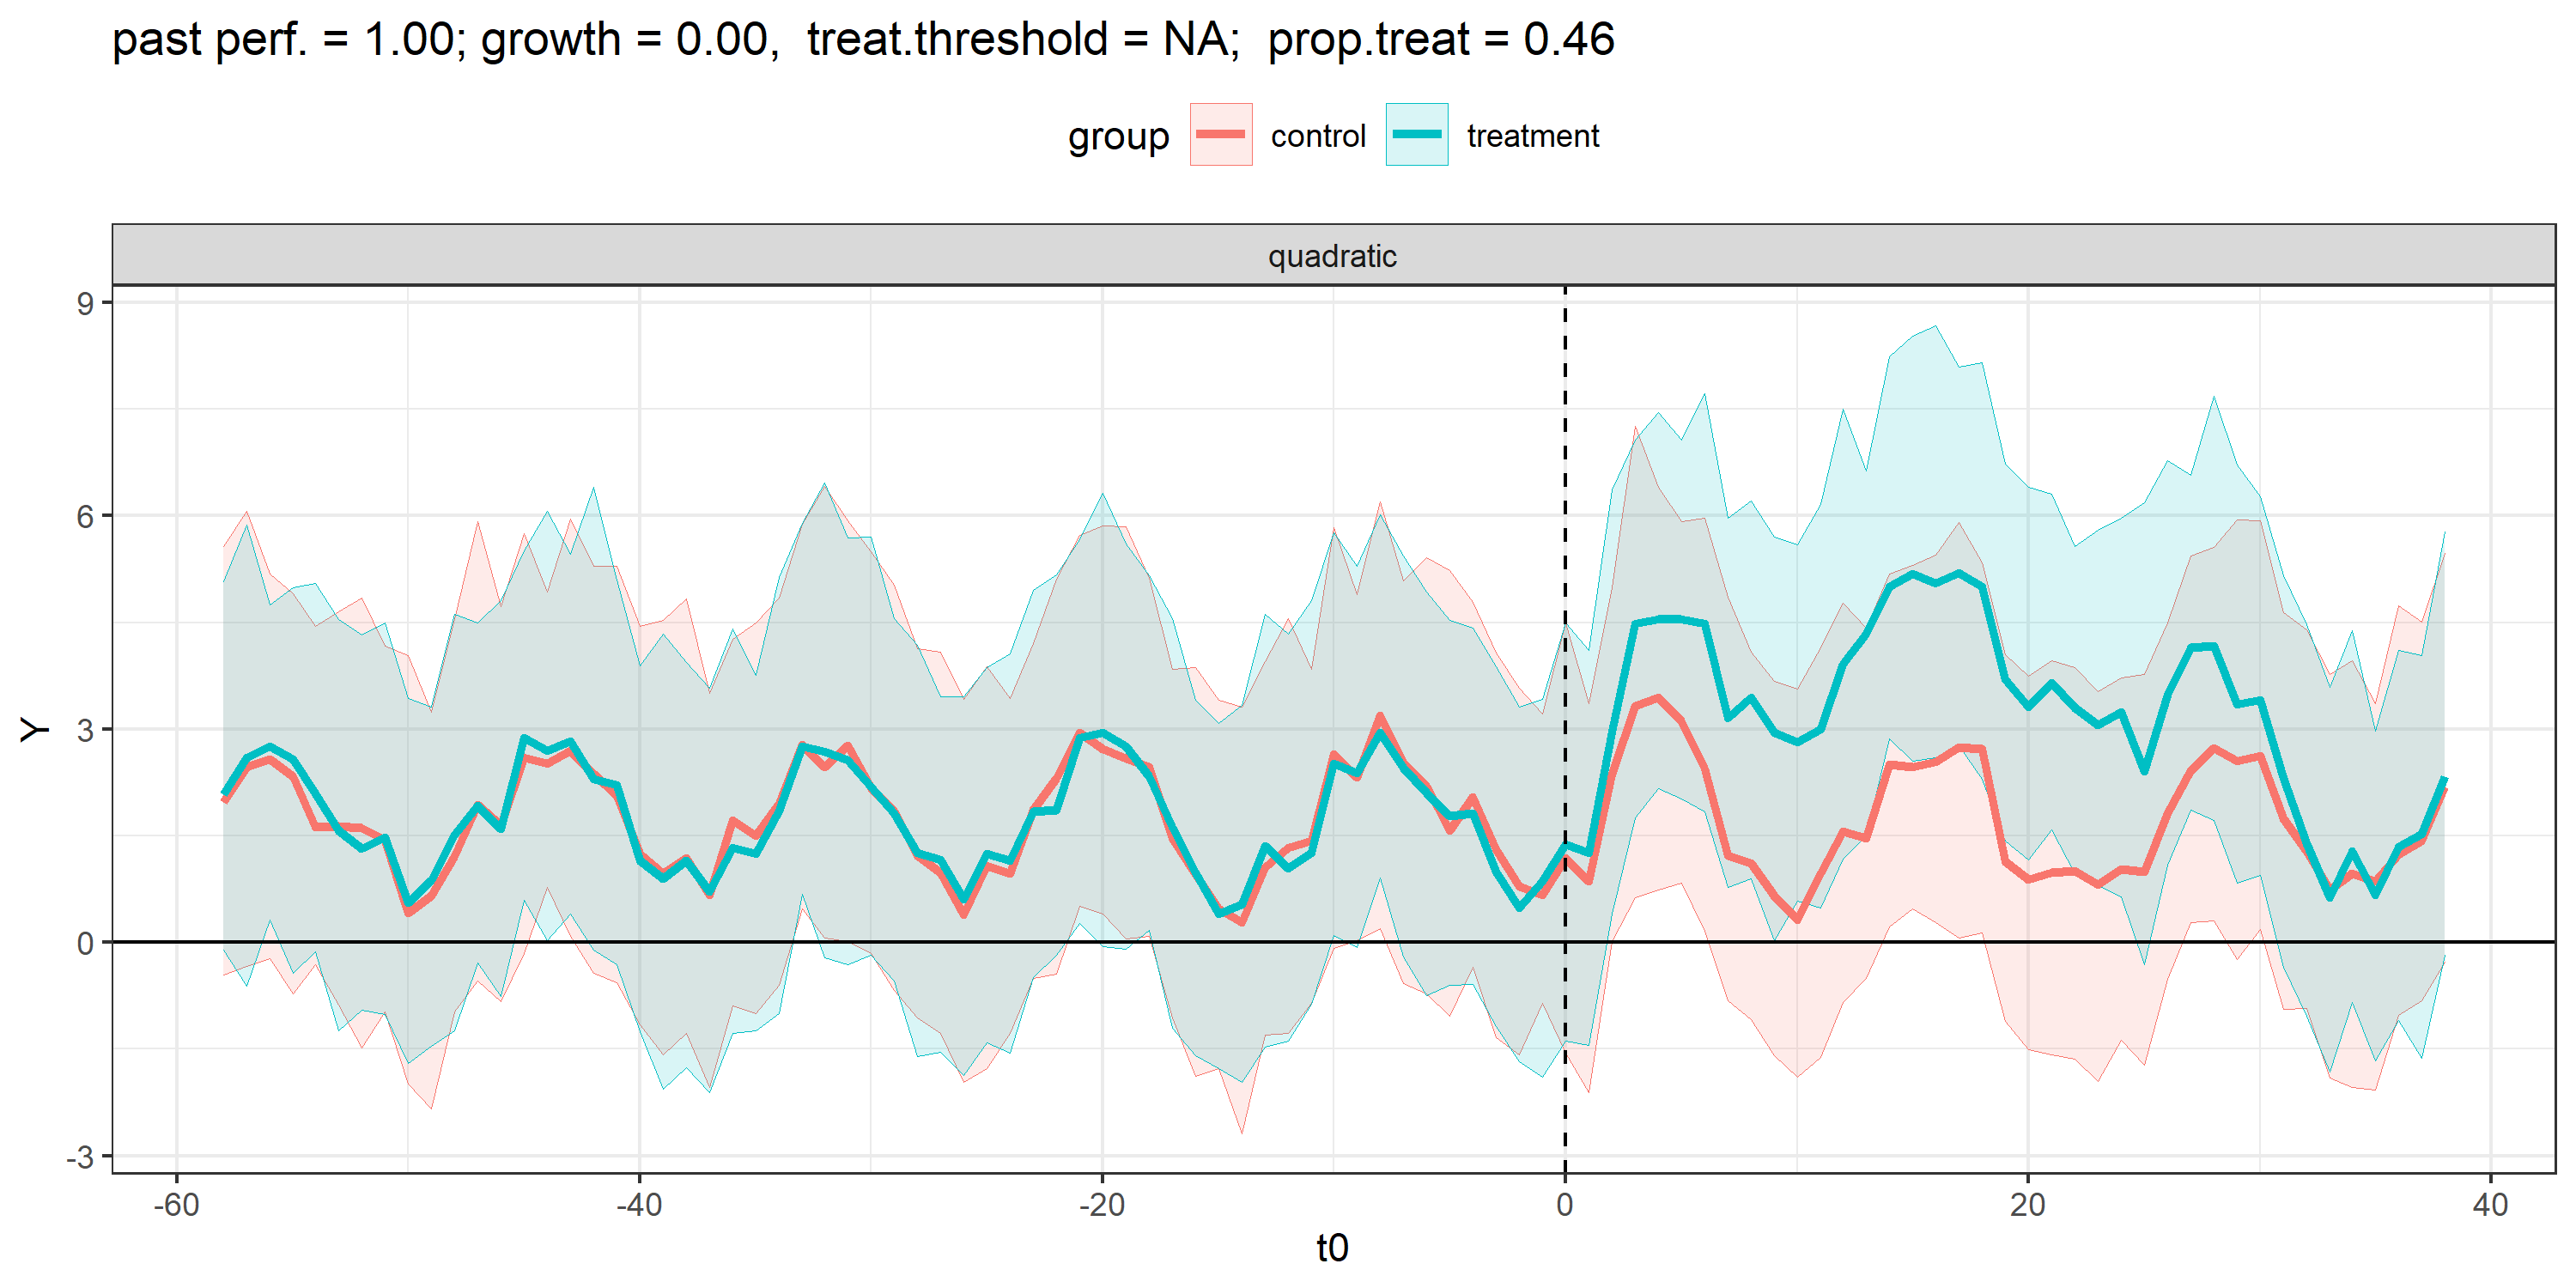 past perf. = 1.00; growth = 0.00,  treat.threshold = NA;  prop.treat = 0.46
group control treatment
quadratic
9
6
3
0
-3
Y
-60 -40 -20 0 20 40
t0